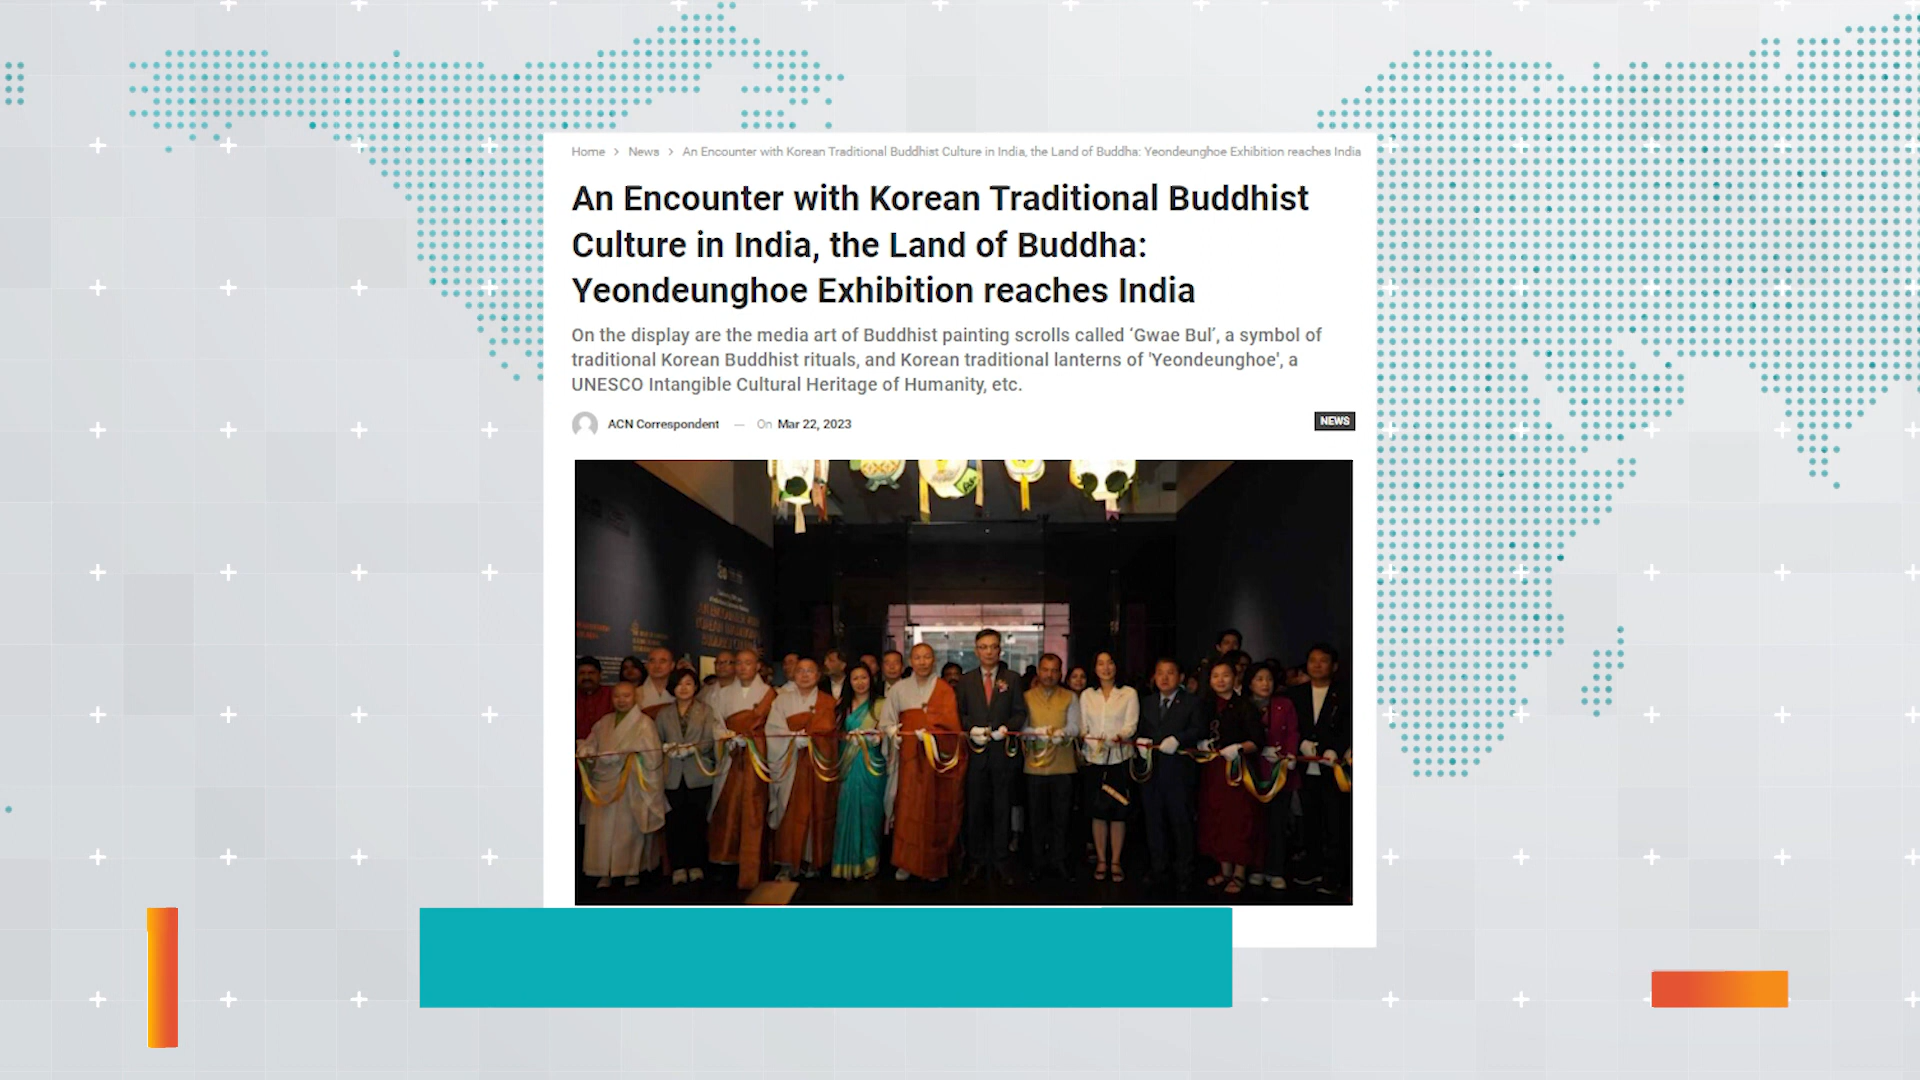 Home > News > An Encounter with Korean Traditional Buddhist Culture in India, the Land of Buddha: Yeondeunghoe Exhibition reaches India
An Encounter with Korean Traditional Buddhist
Culture in India, the Land of Buddha:
Yeondeunghoe Exhibition reaches India
On the display are the media art of Buddhist painting scrolls called ‘Gwae Bul’, a symbol of
traditional Korean Buddhist rituals, and Korean traditional lanterns of 'Yeondeunghoe', a
UNESCO Intangible Cultural Heritage of Humanity, etc.
ACN Correspondent — On Mar 22, 2023
NEWS